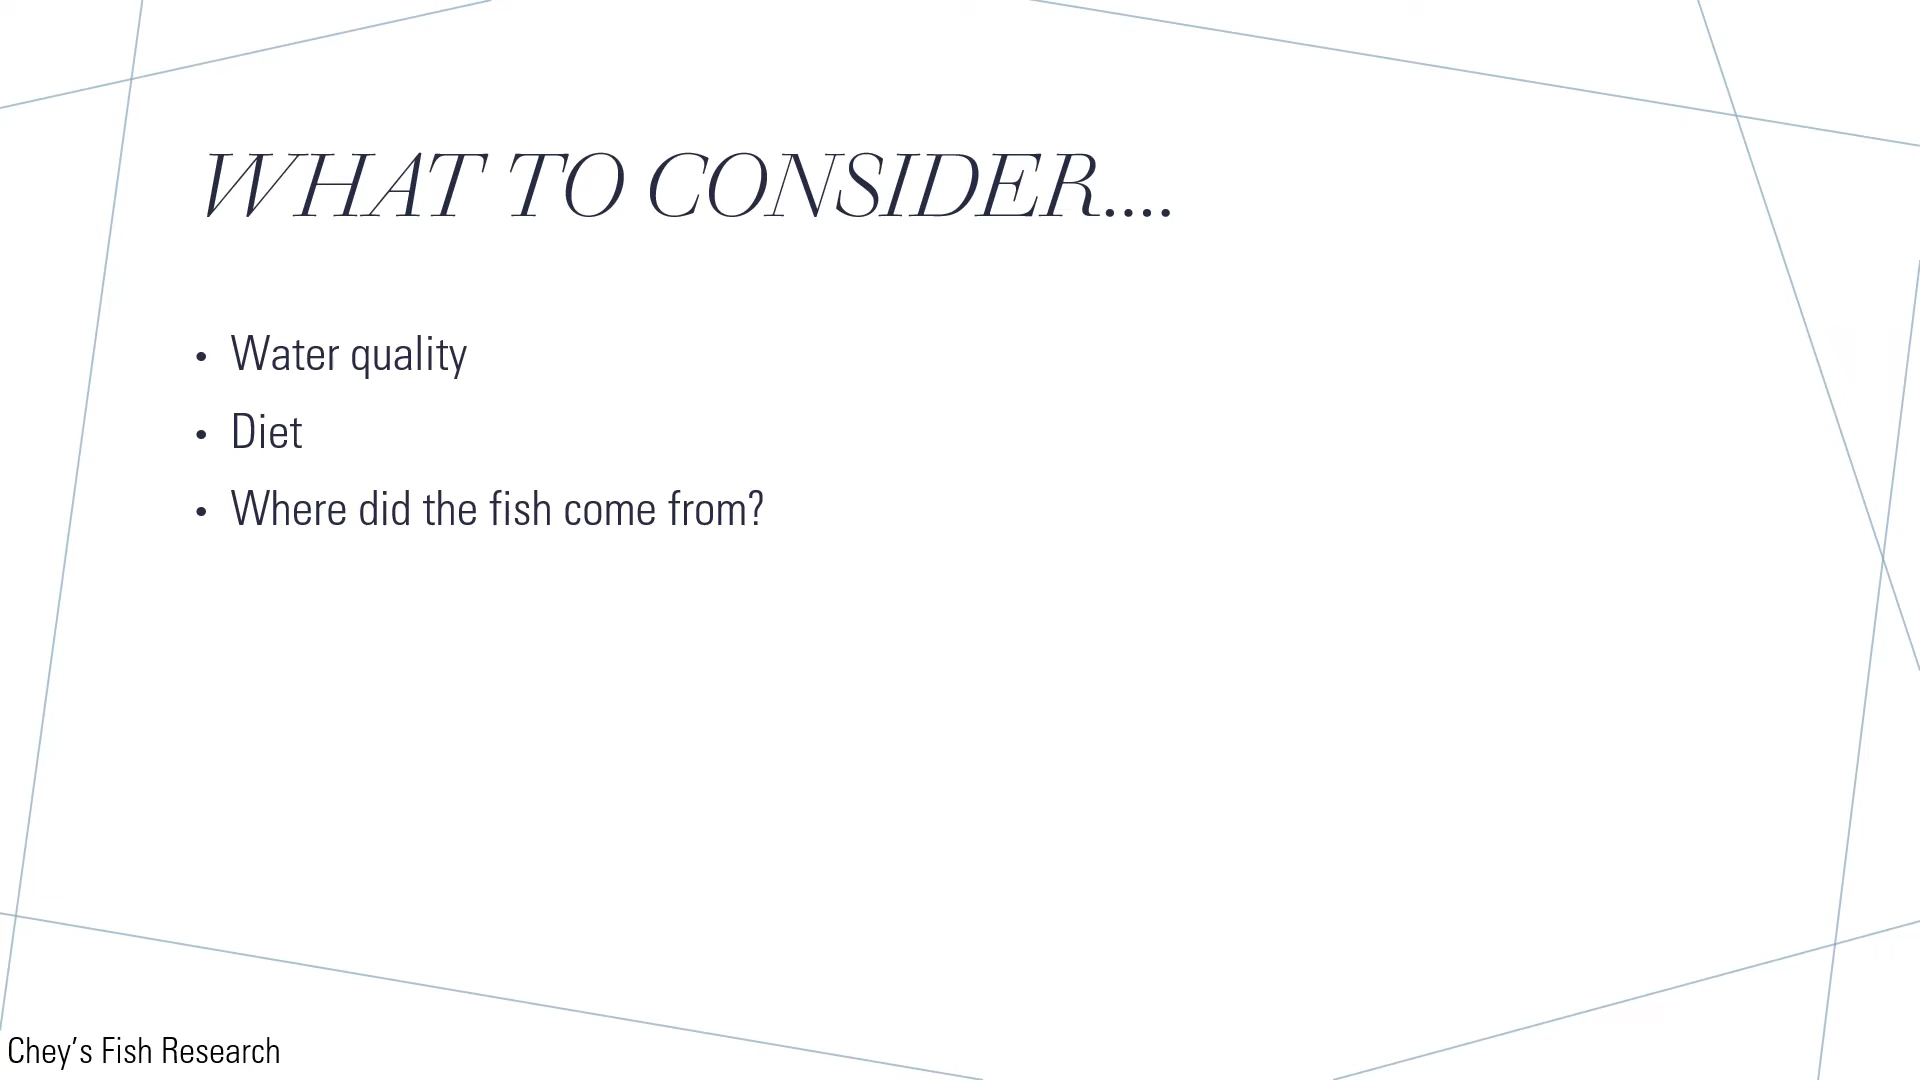 WHAT TO CONSIDER....
• Water quality
• Diet
• Where did the fish come from?
Chey’s Fish Research